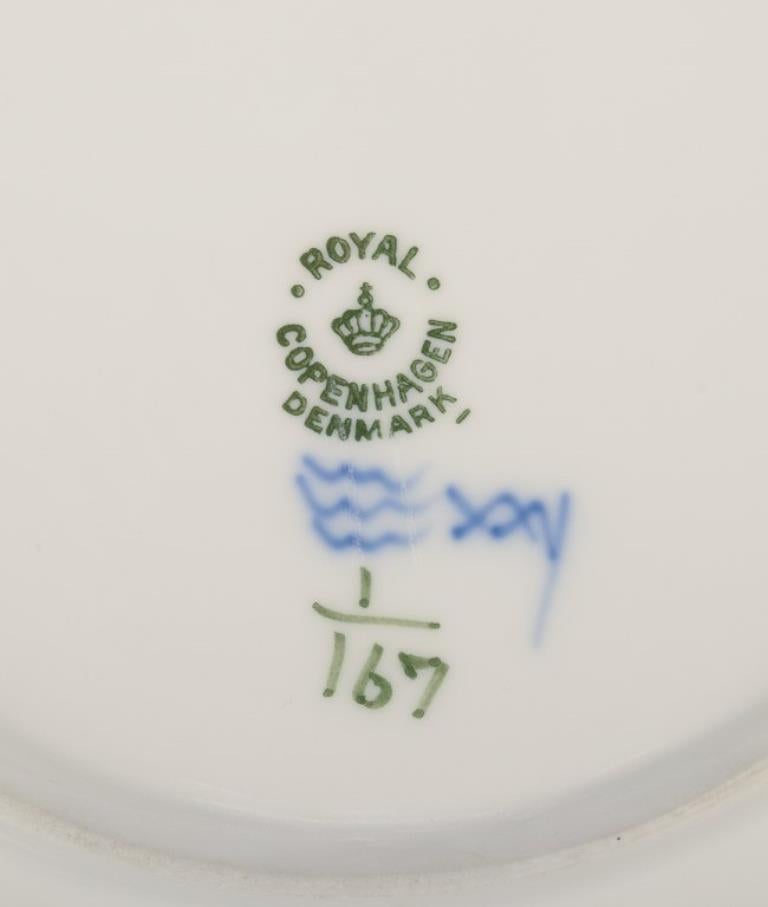 ROYAL
COPENHAGEN
DENMARK
1
167